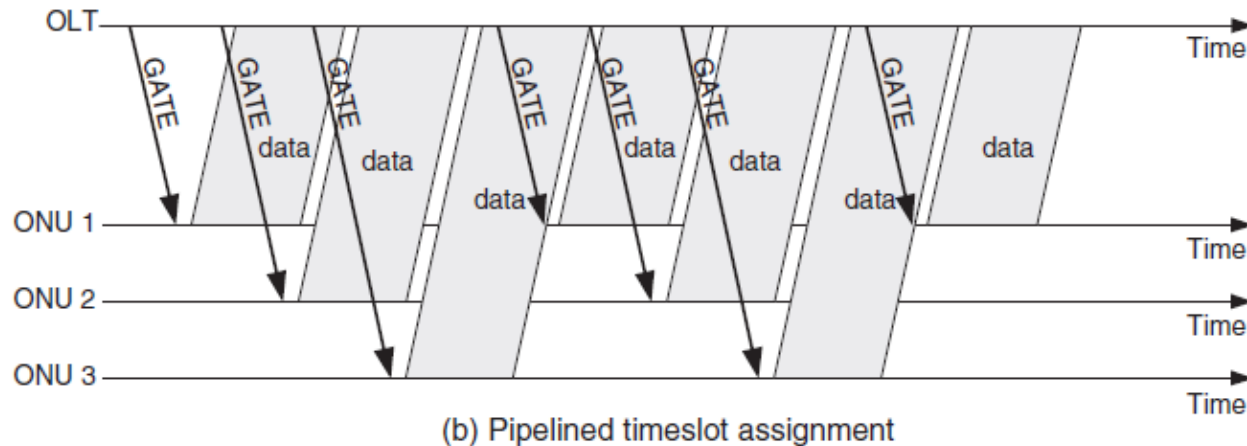 OLT
Time
GATE GATE GATE GATE GATE GATE GATE
data data data data data data data
ONU 1
Time
ONU 2
Time
ONU 3
Time
(b) Pipelined timeslot assignment